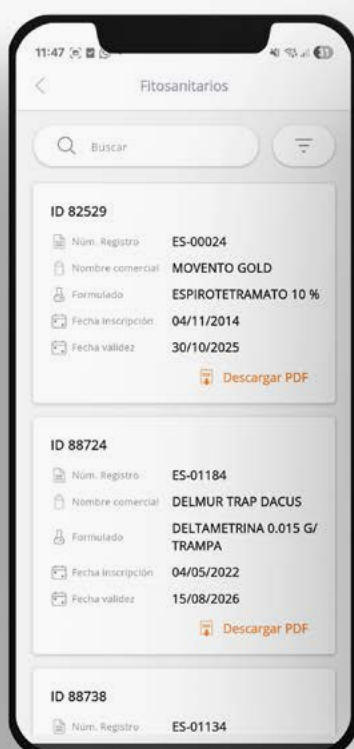 11:47
31
Fitosanitarios
Buscar
ID 82529
Núm. Registro ES-00024
Nombre comercial MOVENTO GOLD
Formulado ESPIROTETRAMATO 10 %
Fecha inscripción 04/11/2014
Fecha validez 30/10/2025
Descargar PDF
ID 88724
Núm. Registro ES-01184
Nombre comercial DELMUR TRAP DACUS
Formulado DELTAMETRINA 0.015 G/
TRAMPA
Fecha inscripción 04/05/2022
Fecha validez 15/08/2026
Descargar PDF
ID 88738
Núm. Registro ES-01134